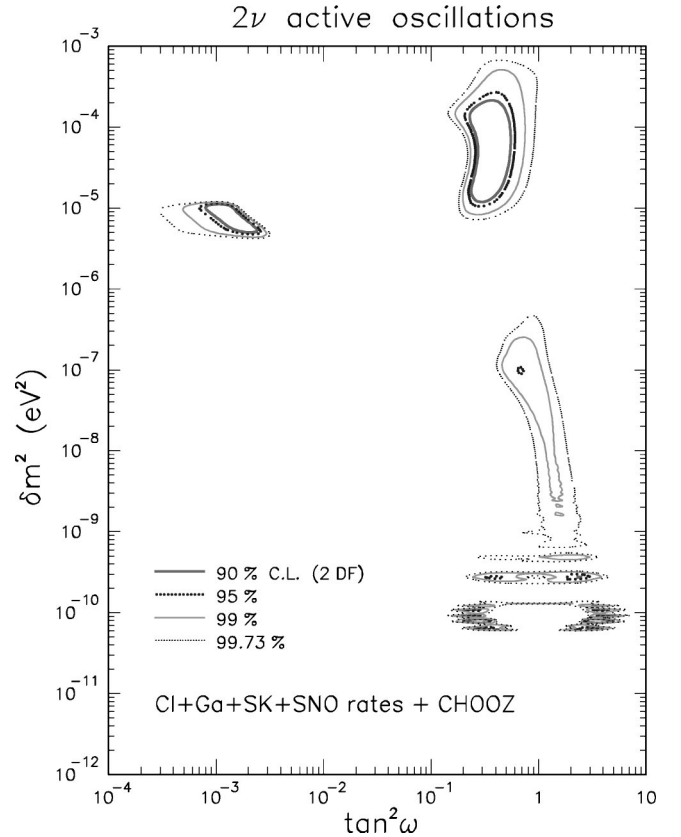 2ν active oscillations
10⁻³
10⁻⁴
10⁻⁵
10⁻⁶
10⁻⁷
10⁻⁸
10⁻⁹
10⁻¹⁰
10⁻¹¹
10⁻¹²
δm² (eV²)
90 % C.L. (2 DF)
95 %
99 %
99.73 %
Cl+Ga+SK+SNO rates + CHOOZ
10⁻⁴ 10⁻³ 10⁻² 10⁻¹ 1 10
tan²ω